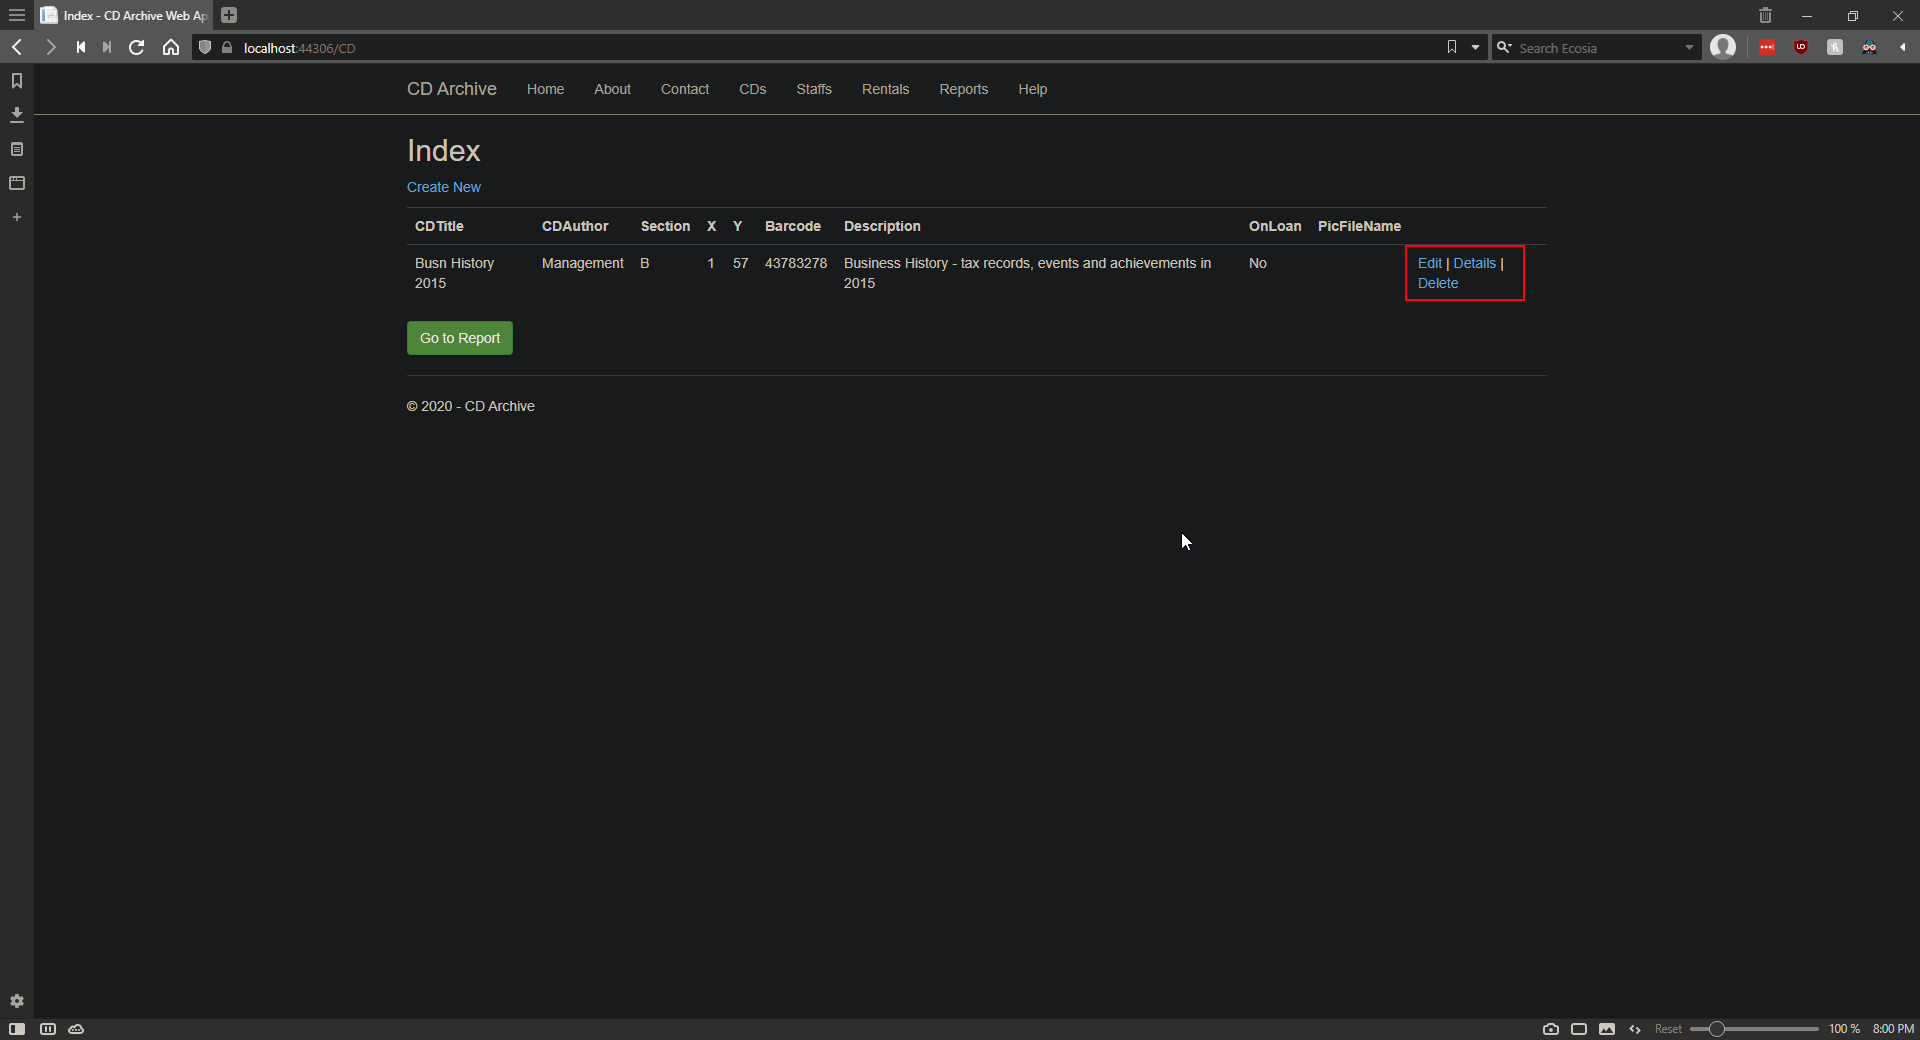 Index - CD Archive Web Ap
localhost:44306/CD
Search Ecosia
CD Archive Home About Contact CDs Staffs Rentals Reports Help
Index
Create New
CDTitle CDAuthor Section X Y Barcode Description OnLoan PicFileName
Busn History Management B 1 57 43783278 Business History - tax records, events and achievements in No Edit | Details |
2015 2015 Delete
Go to Report
© 2020 - CD Archive
Reset 100 % 8:00 PM